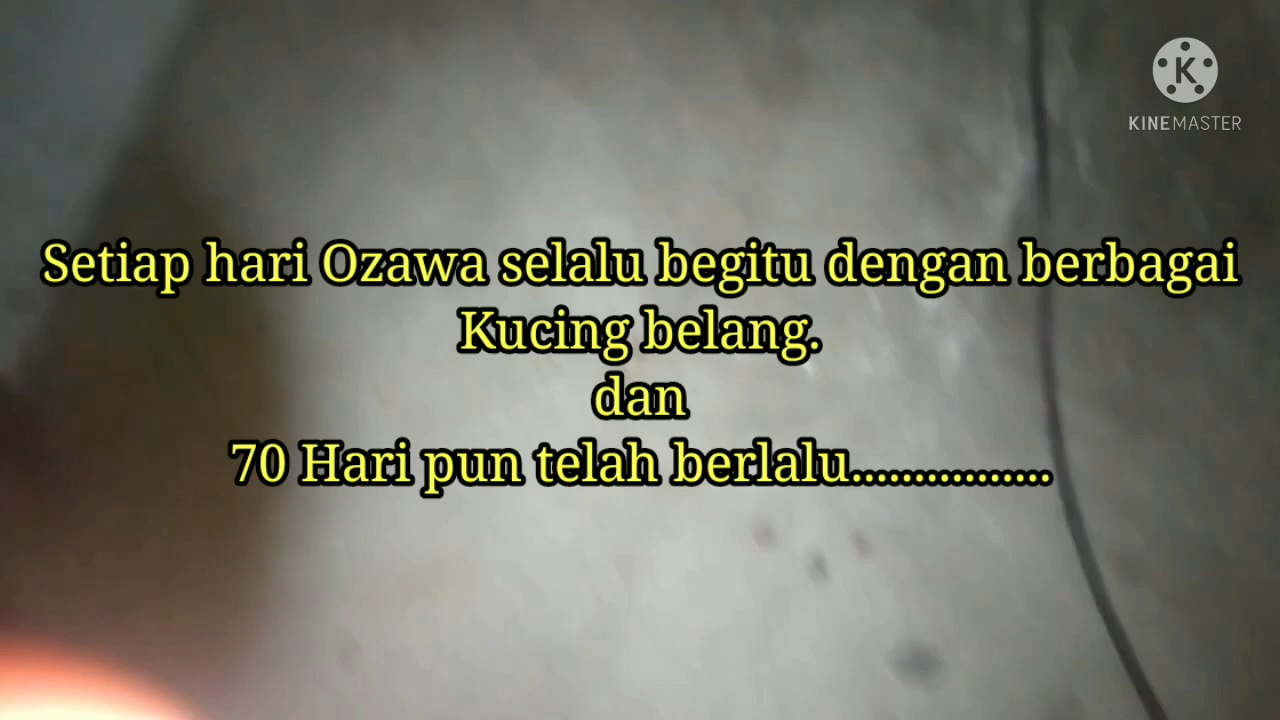 KINEMASTER
Setiap hari Ozawa selalu begitu dengan berbagai
Kucing belang.
dan
70 Hari pun telah berlalu................